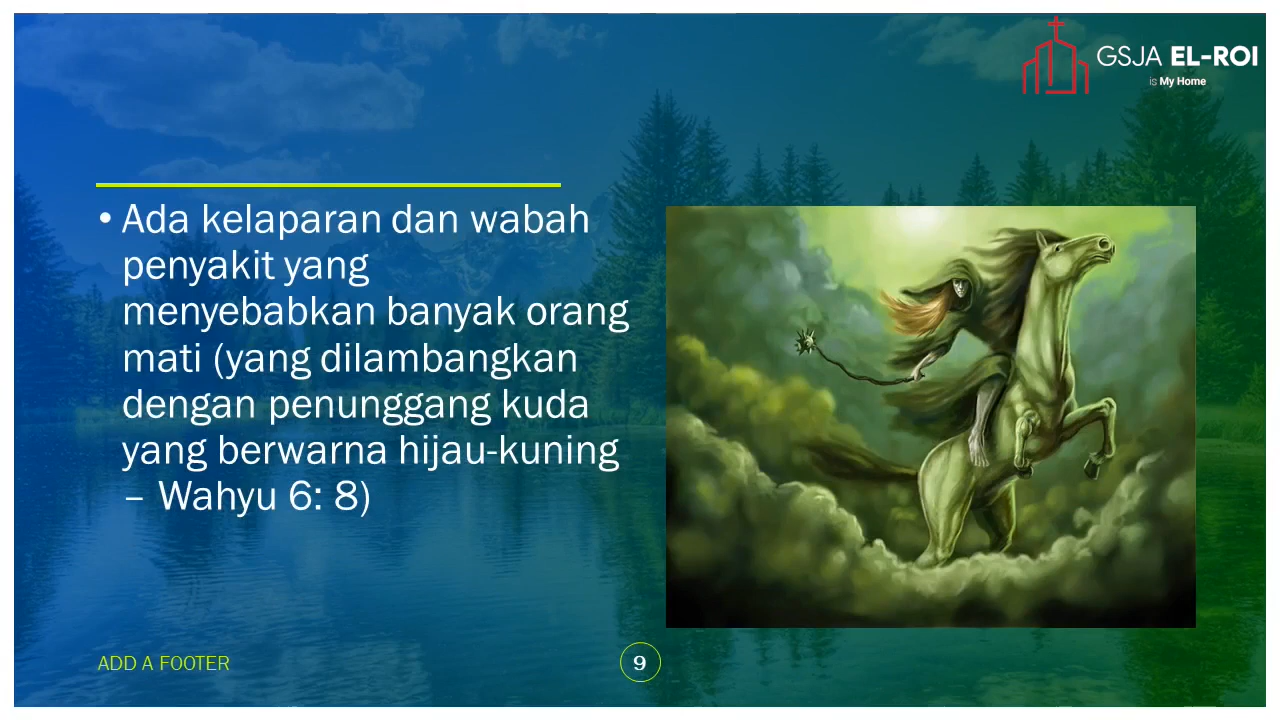 GSJA EL-ROI
is My Home
• Ada kelaparan dan wabah
penyakit yang
menyebabkan banyak orang
mati (yang dilambangkan
dengan penunggang kuda
yang berwarna hijau-kuning
– Wahyu 6: 8)
ADD A FOOTER
9